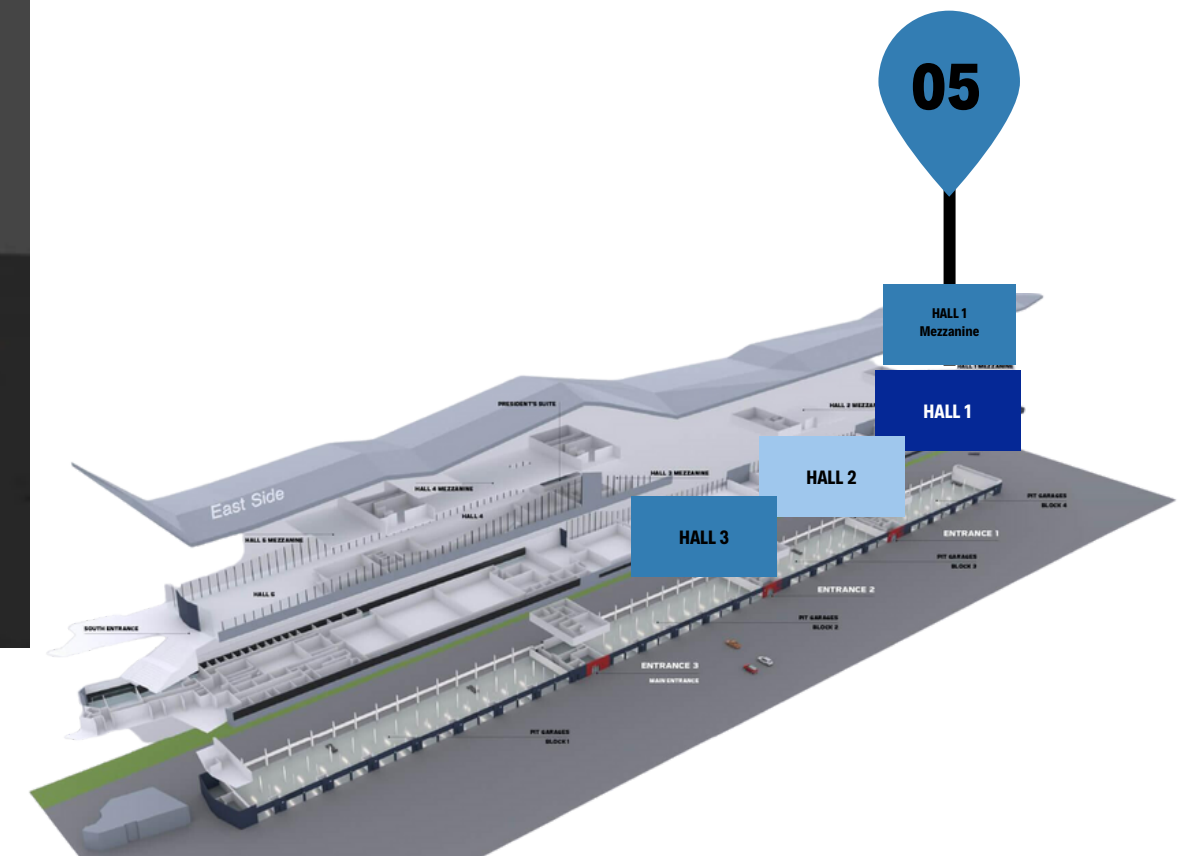 05
HALL 1
Mezzanine
HALL 1 MEZZANINE
HALL 1
PRESIDENT'S SUITE
HALL 2
HALL 3 MEZZANINE
HALL 4 MEZZANINE
East Side
HALL 4
PIT GARAGES
BLOCK 4
HALL 3
ENTRANCE 1
HALL 5 MEZZANINE
PIT GARAGES
BLOCK 3
ENTRANCE 2
HALL 5
PIT GARAGES
BLOCK 2
SOUTH ENTRANCE
ENTRANCE 3
MAIN ENTRANCE
PIT GARAGES
BLOCK 1